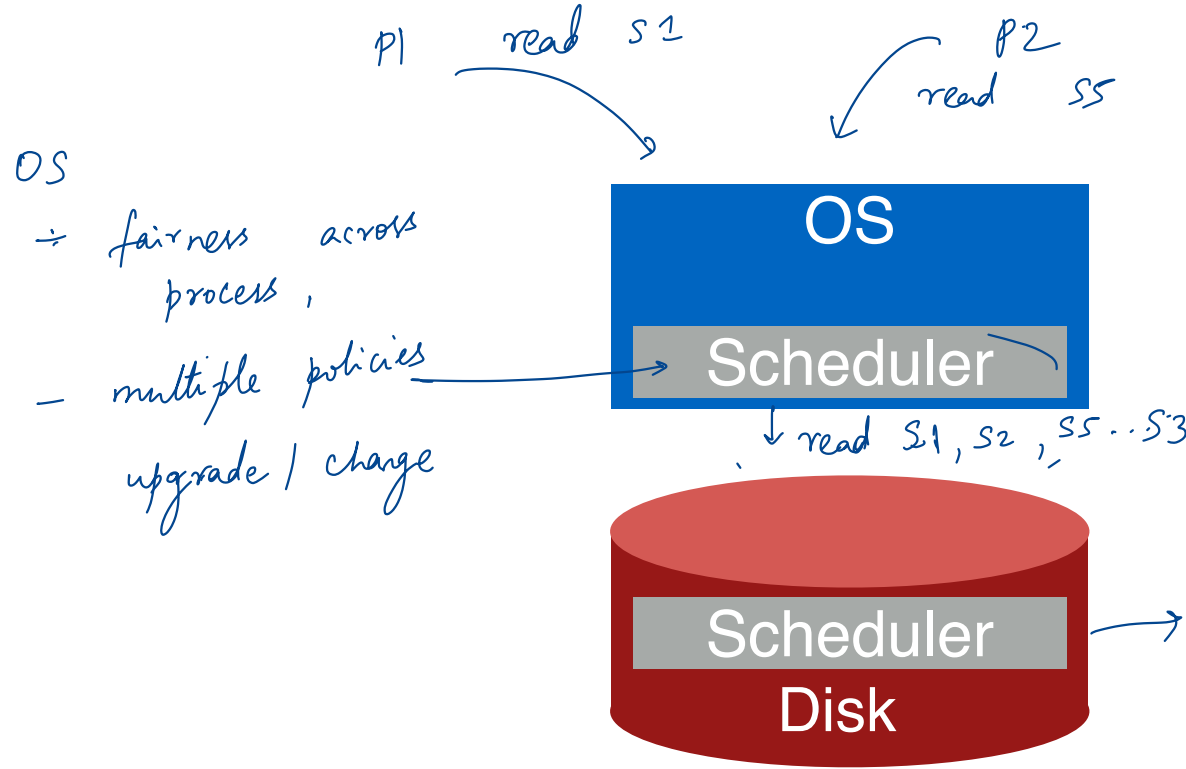 P1 read S1
P2
read S5
OS
OS
÷ fairness across
process,
Scheduler
- multiple policies
upgrade / change
read S1, S2, S5...S3
Scheduler
Disk